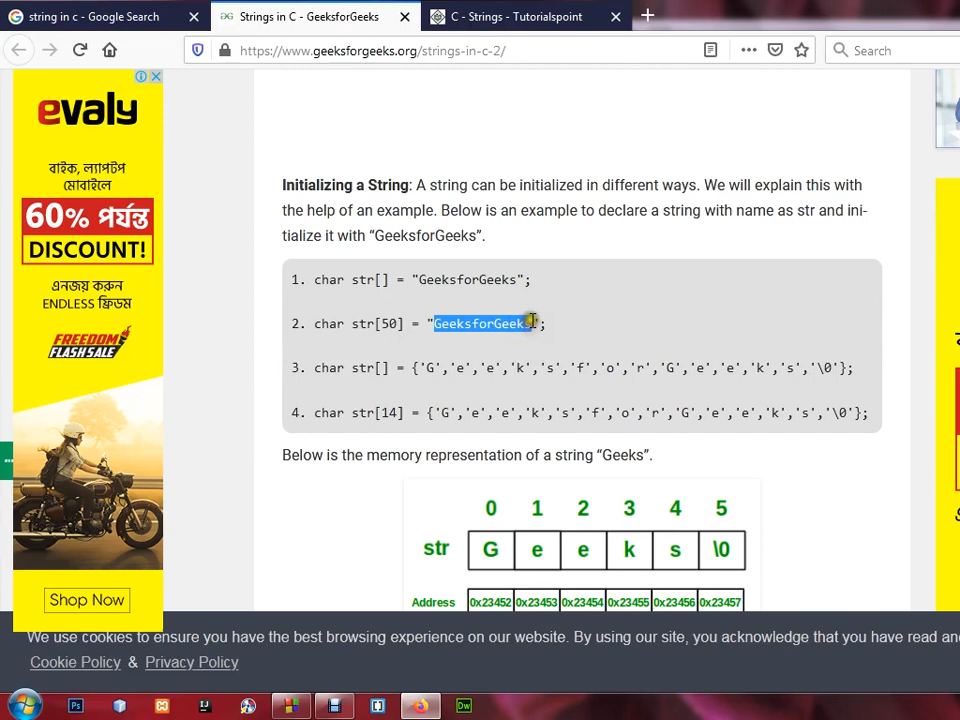 string in c - Google Search
Strings in C - GeeksforGeeks
C - Strings - Tutorialspoint
https://www.geeksforgeeks.org/strings-in-c-2/
Search
evaly
বাইক, ল্যাপটপ
মোবাইলে
60% পর্যন্ত
DISCOUNT!
এনজয় করুন
ENDLESS ফ্রিডম
FREEDOM
FLASH SALE
Shop Now
Initializing a String: A string can be initialized in different ways. We will explain this with
the help of an example. Below is an example to declare a string with name as str and ini-
tialize it with “GeeksforGeeks”.
1. char str[] = "GeeksforGeeks";
2. char str[50] = "GeeksforGeeks";
3. char str[] = {'G','e','e','k','s','f','o','r','G','e','e','k','s','\0'};
4. char str[14] = {'G','e','e','k','s','f','o','r','G','e','e','k','s','\0'};
Below is the memory representation of a string “Geeks”.
0 1 2 3 4 5
str G e e k s \0
Address 0x23452 0x23453 0x23454 0x23455 0x23456 0x23457
We use cookies to ensure you have the best browsing experience on our website. By using our site, you acknowledge that you have read and
Cookie Policy & Privacy Policy
Ps
Dw